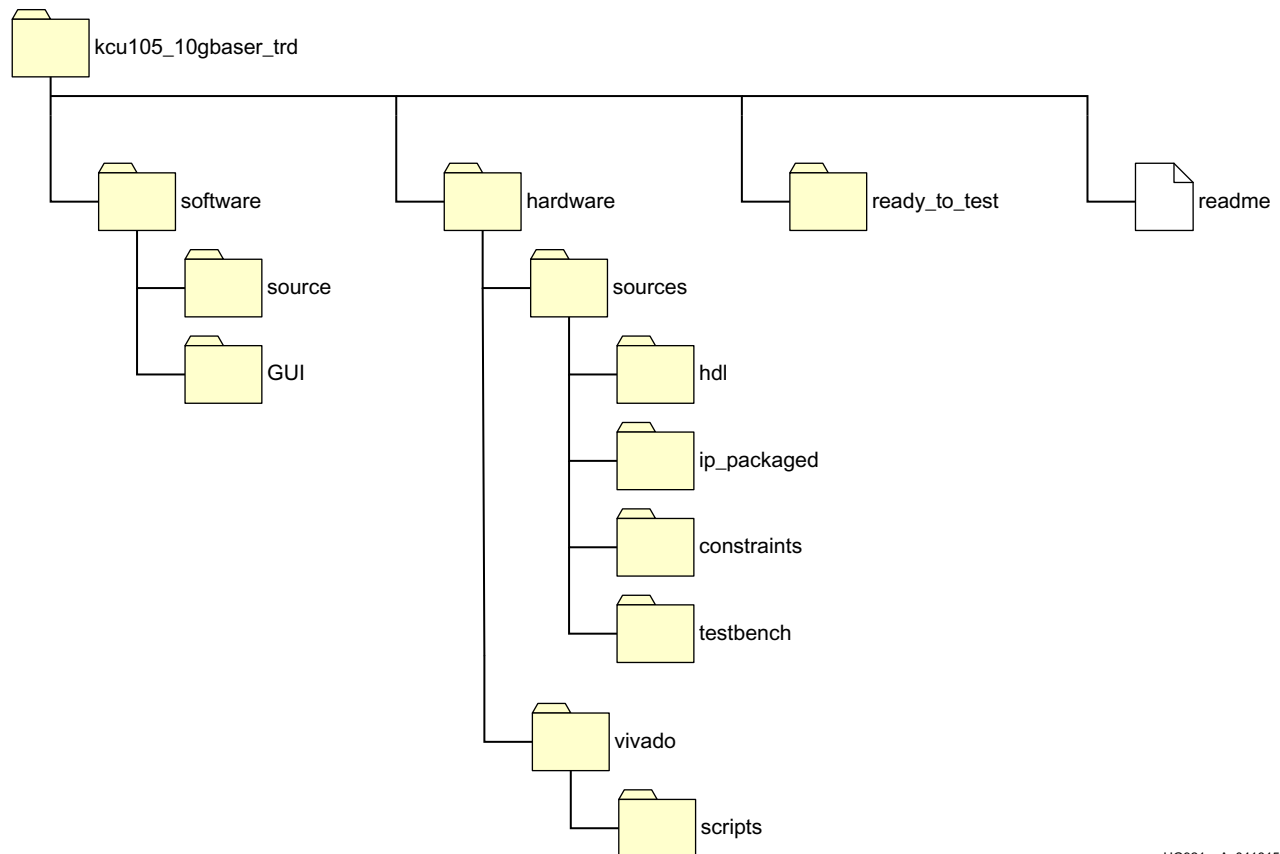 kcu105_10gbaser_trd
software
hardware
ready_to_test
readme
source
sources
GUI
hdl
ip_packaged
constraints
testbench
vivado
scripts